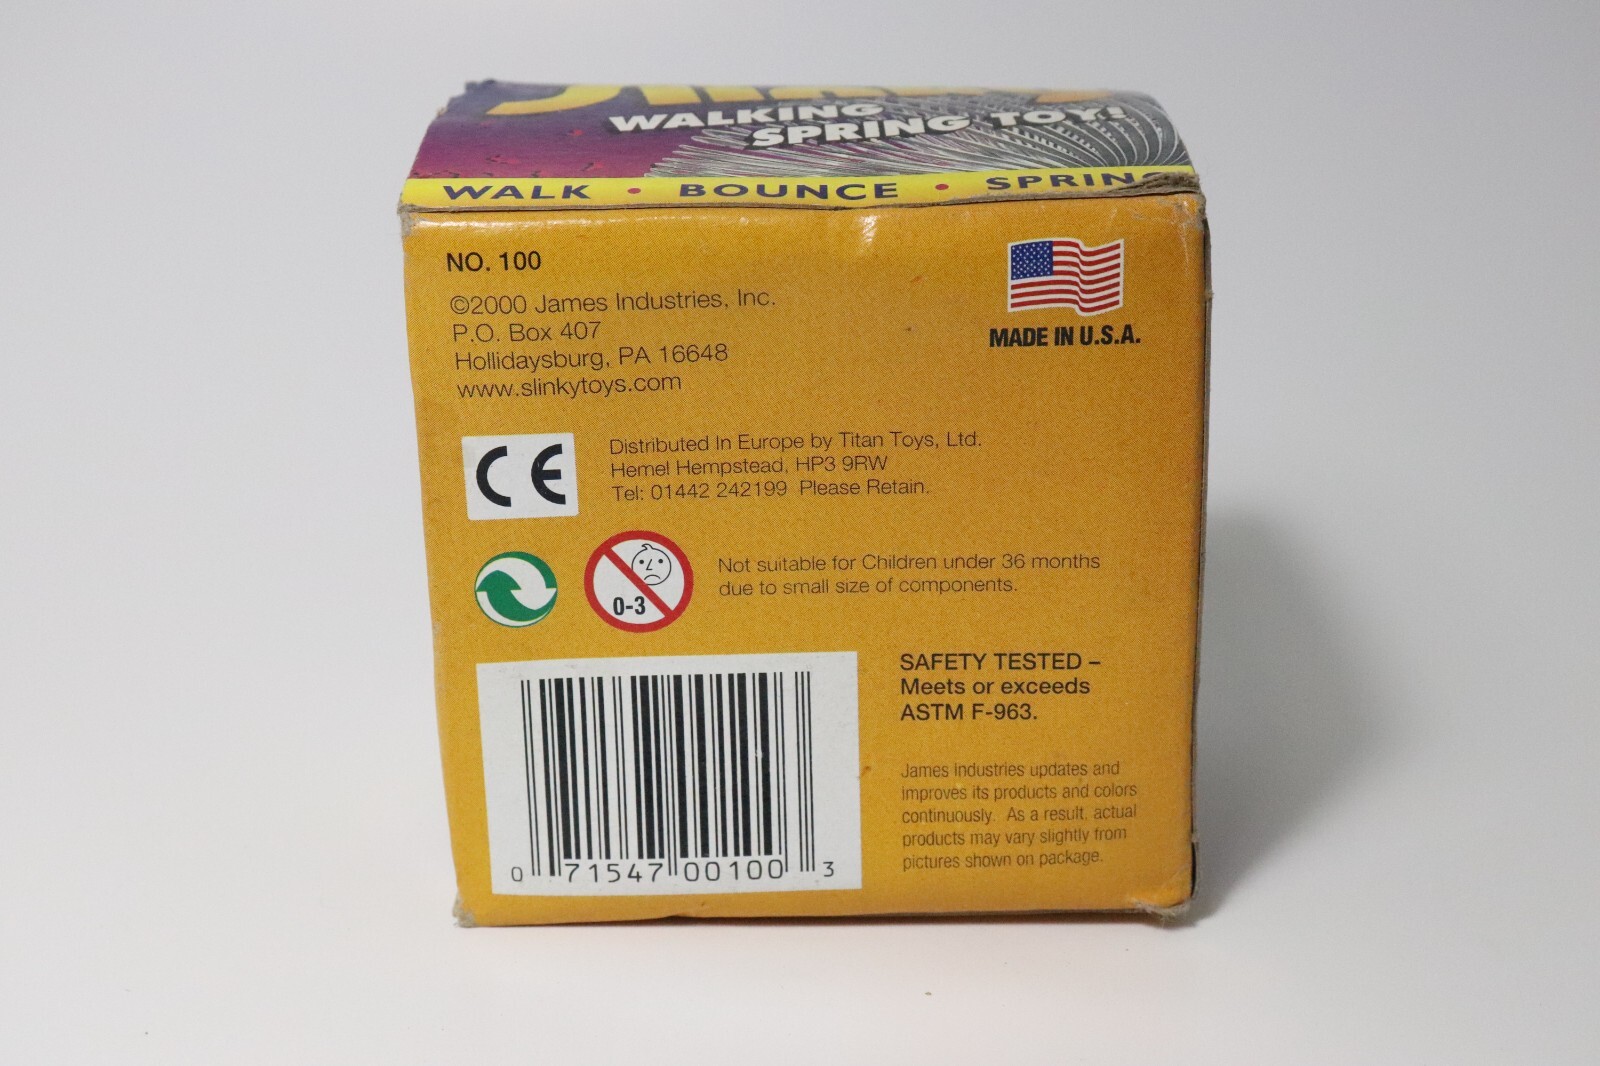 WALKING
SPRING TOY!
WALK • BOUNCE • SPRING
NO. 100
©2000 James Industries, Inc.
P.O. Box 407
Hollidaysburg, PA 16648
www.slinkytoys.com
MADE IN U.S.A.
CE
Distributed In Europe by Titan Toys, Ltd.
Hemel Hempstead, HP3 9RW
Tel: 01442 242199 Please Retain.
0-3
Not suitable for Children under 36 months
due to small size of components.
SAFETY TESTED –
Meets or exceeds
ASTM F-963.
James Industries updates and
improves its products and colors
continuously. As a result, actual
products may vary slightly from
pictures shown on package.
0 71547 00100 3